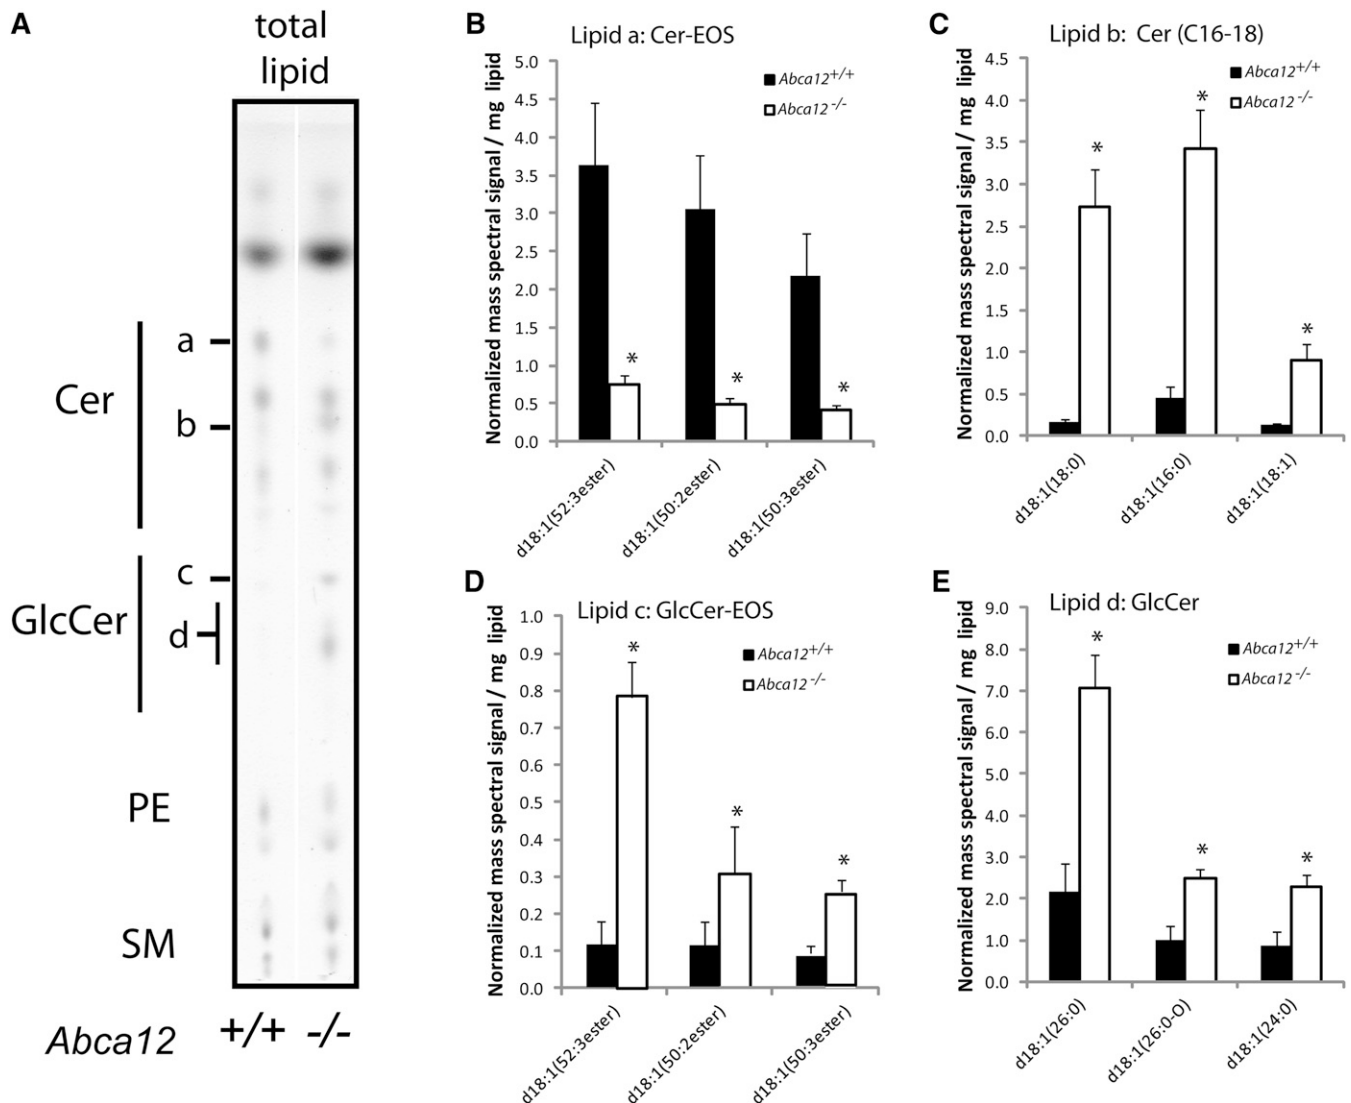 A
total
lipid
Cer
a
b
GlcCer
c
d
PE
SM
Abca12
+/+
-/-
B
Lipid a: Cer-EOS
Normalized mass spectral signal / mg lipid
5.0
4.5
4.0
3.5
3.0
2.5
2.0
1.5
1.0
0.5
0.0
Abca12+/+
Abca12 -/-
*
*
*
d18:1(52:3ester)
d18:1(50:2ester)
d18:1(50:3ester)
C
Lipid b: Cer (C16-18)
Normalized mass spectral signal / mg lipid
4.5
4.0
3.5
3.0
2.5
2.0
1.5
1.0
0.5
0.0
Abca12+/+
Abca12 -/-
*
*
*
d18:1(18:0)
d18:1(16:0)
d18:1(18:1)
D
Lipid c: GlcCer-EOS
Normalized mass spectral signal / mg lipid
1.0
0.9
0.8
0.7
0.6
0.5
0.4
0.3
0.2
0.1
0.0
Abca12+/+
Abca12 -/-
*
*
*
d18:1(52:3ester)
d18:1(50:2ester)
d18:1(50:3ester)
E
Lipid d: GlcCer
Normalized mass spectral signal / mg lipid
9.0
8.0
7.0
6.0
5.0
4.0
3.0
2.0
1.0
0.0
Abca12+/+
Abca12 -/-
*
*
*
d18:1(26:0)
d18:1(26:0-O)
d18:1(24:0)